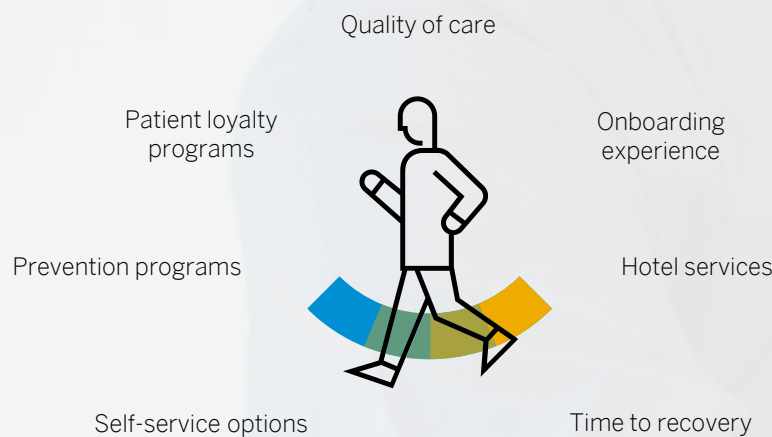 Quality of care
Patient loyalty
programs
Onboarding
experience
Prevention programs
Hotel services
Self-service options
Time to recovery